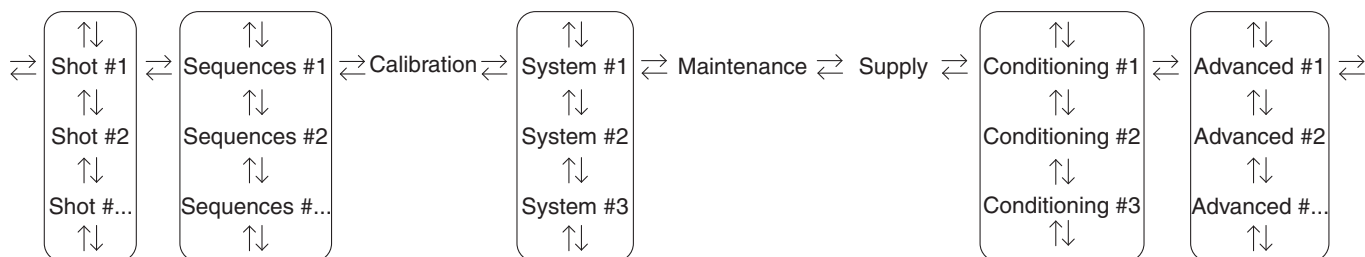 Shot #1 Sequences #1 Calibration System #1 Maintenance Supply Conditioning #1 Advanced #1
Shot #2 Sequences #2 System #2 Conditioning #2 Advanced #2
Shot #... Sequences #... System #3 Conditioning #3 Advanced #...